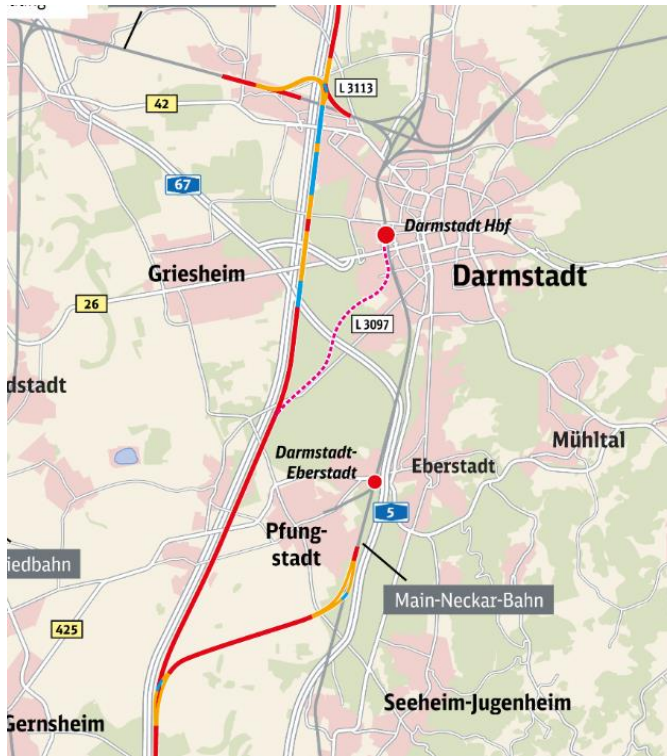 L 3113
42
67
Darmstadt Hbf
Griesheim
Darmstadt
26
L 3097
dstadt
Mühltal
Darmstadt-
Eberstadt
Eberstadt
5
Pfung-
stadt
iedbahn
Main-Neckar-Bahn
425
Seeheim-Jugenheim
Gernsheim